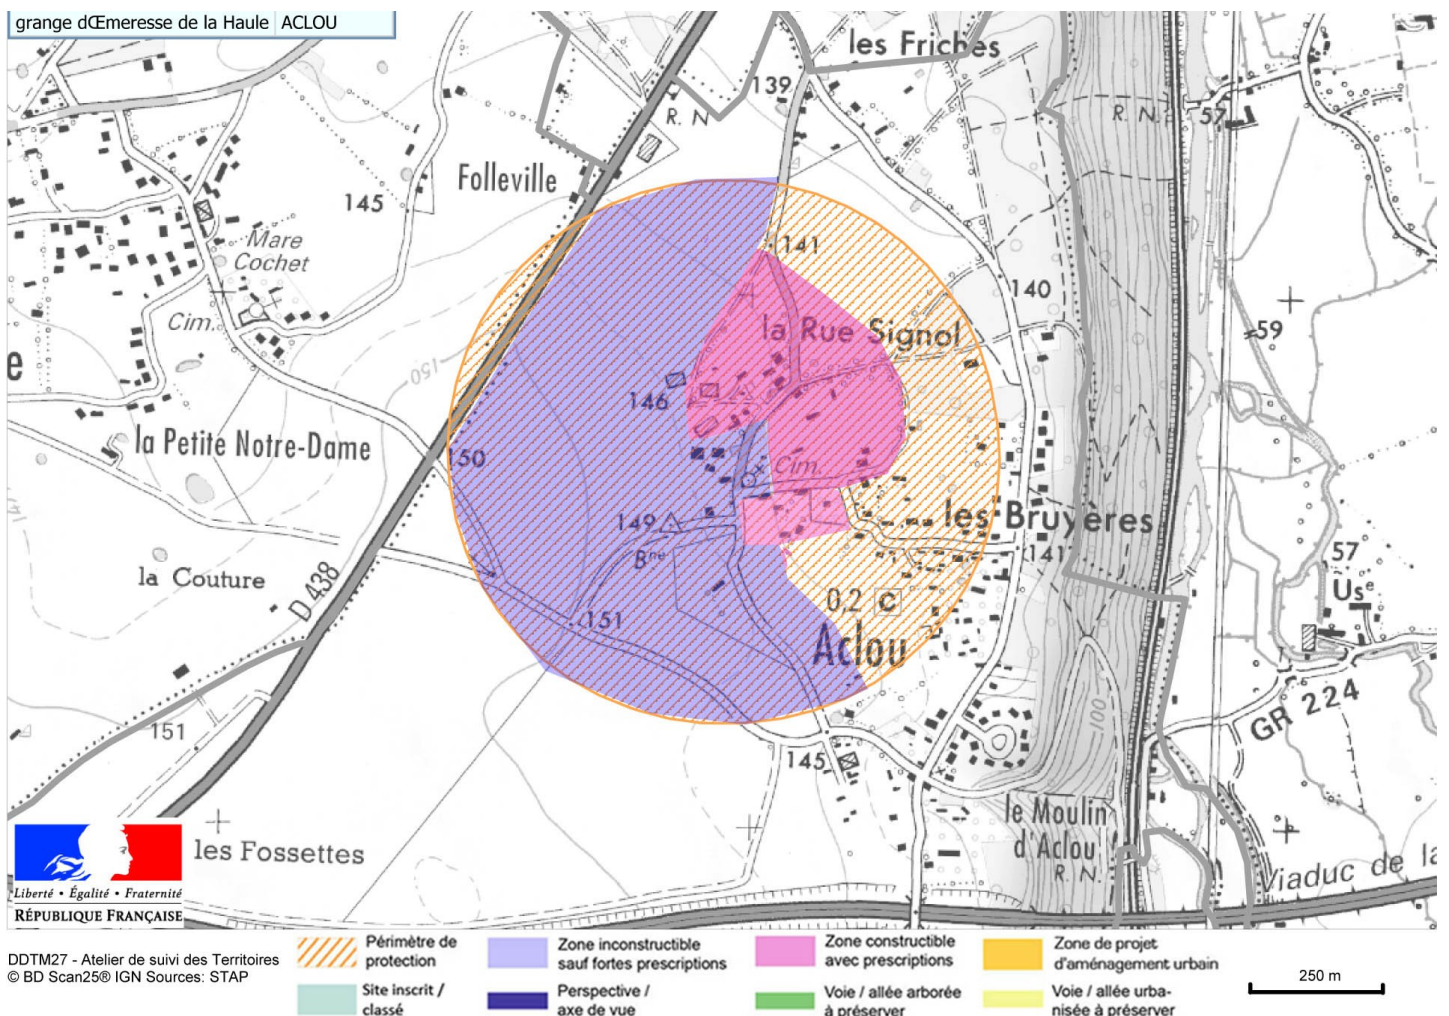 grange dŒmeresse de la Haule ACLOU
les Friches
139
R. N
R. N.
57
Folleville
145
Mare
Cochet
141
140
Cim.
la Rue Signol
59
e
150
146
la Petite Notre-Dame
150
Cim.
149
les Bruyères
Bne
141
57
la Couture
Use
D 438
0,2 C
151
Aclou
GR 224
100
151
145
le Moulin
d'Aclou
R. N.
les Fossettes
Viaduc de la
Liberté • Égalité • Fraternité
RÉPUBLIQUE FRANÇAISE
DDTM27 - Atelier de suivi des Territoires
© BD Scan25® IGN Sources: STAP
Périmètre de
protection
Zone inconstructible
sauf fortes prescriptions
Zone constructible
avec prescriptions
Zone de projet
d'aménagement urbain
Site inscrit /
classé
Perspective /
axe de vue
Voie / allée arborée
à préserver
Voie / allée urba-
nisée à préserver
250 m